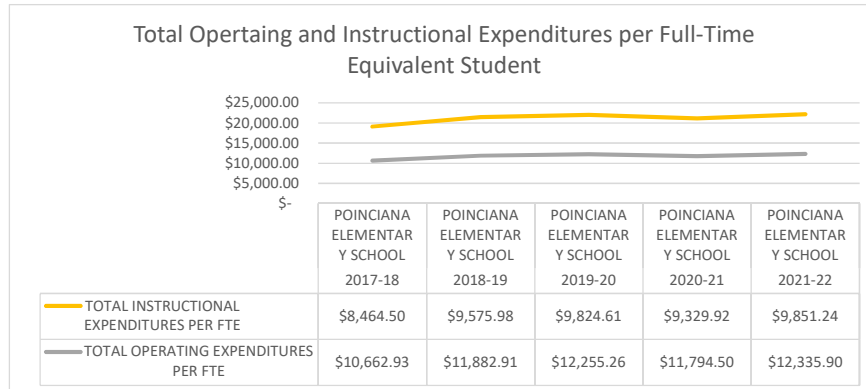 Total Opertaing and Instructional Expenditures per Full-Time
Equivalent Student
$25,000.00
$20,000.00
$15,000.00
$10,000.00
$5,000.00
$-
POINCIANA ELEMENTAR Y SCHOOL
POINCIANA ELEMENTAR Y SCHOOL
POINCIANA ELEMENTAR Y SCHOOL
POINCIANA ELEMENTAR Y SCHOOL
POINCIANA ELEMENTAR Y SCHOOL
2017-18 2018-19 2019-20 2020-21 2021-22
TOTAL INSTRUCTIONAL
EXPENDITURES PER FTE
$8,464.50 $9,575.98 $9,824.61 $9,329.92 $9,851.24
TOTAL OPERATING EXPENDITURES
PER FTE
$10,662.93 $11,882.91 $12,255.26 $11,794.50 $12,335.90